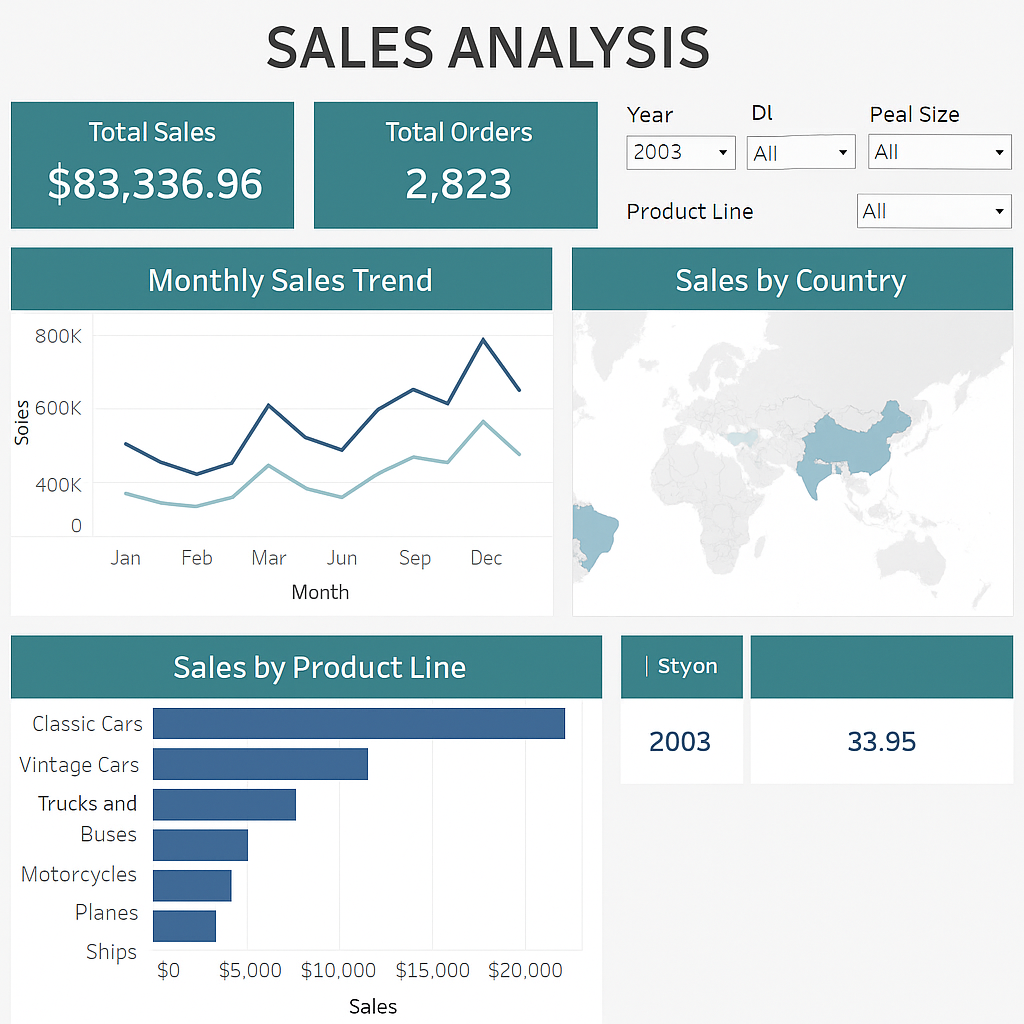 SALES ANALYSIS
Total Sales
$83,336.96
Total Orders
2,823
Year
Dl
Peal Size
2003
All
All
Product Line
All
Monthly Sales Trend
800K
600K
400K
0
Soies
Jan Feb Mar Jun Sep Dec
Month
Sales by Country
Sales by Product Line
Classic Cars
Vintage Cars
Trucks and
Buses
Motorcycles
Planes
Ships
$0 $5,000 $10,000 $15,000 $20,000
Sales
| Styon
2003
33.95